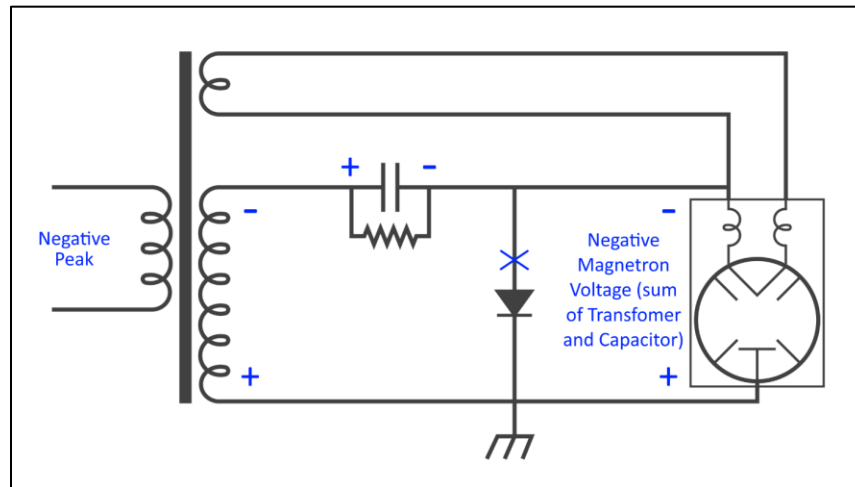 + -
Negative
Peak
-
-
Negative
Magnetron
Voltage (sum
of Transfomer
and Capacitor)
+
+